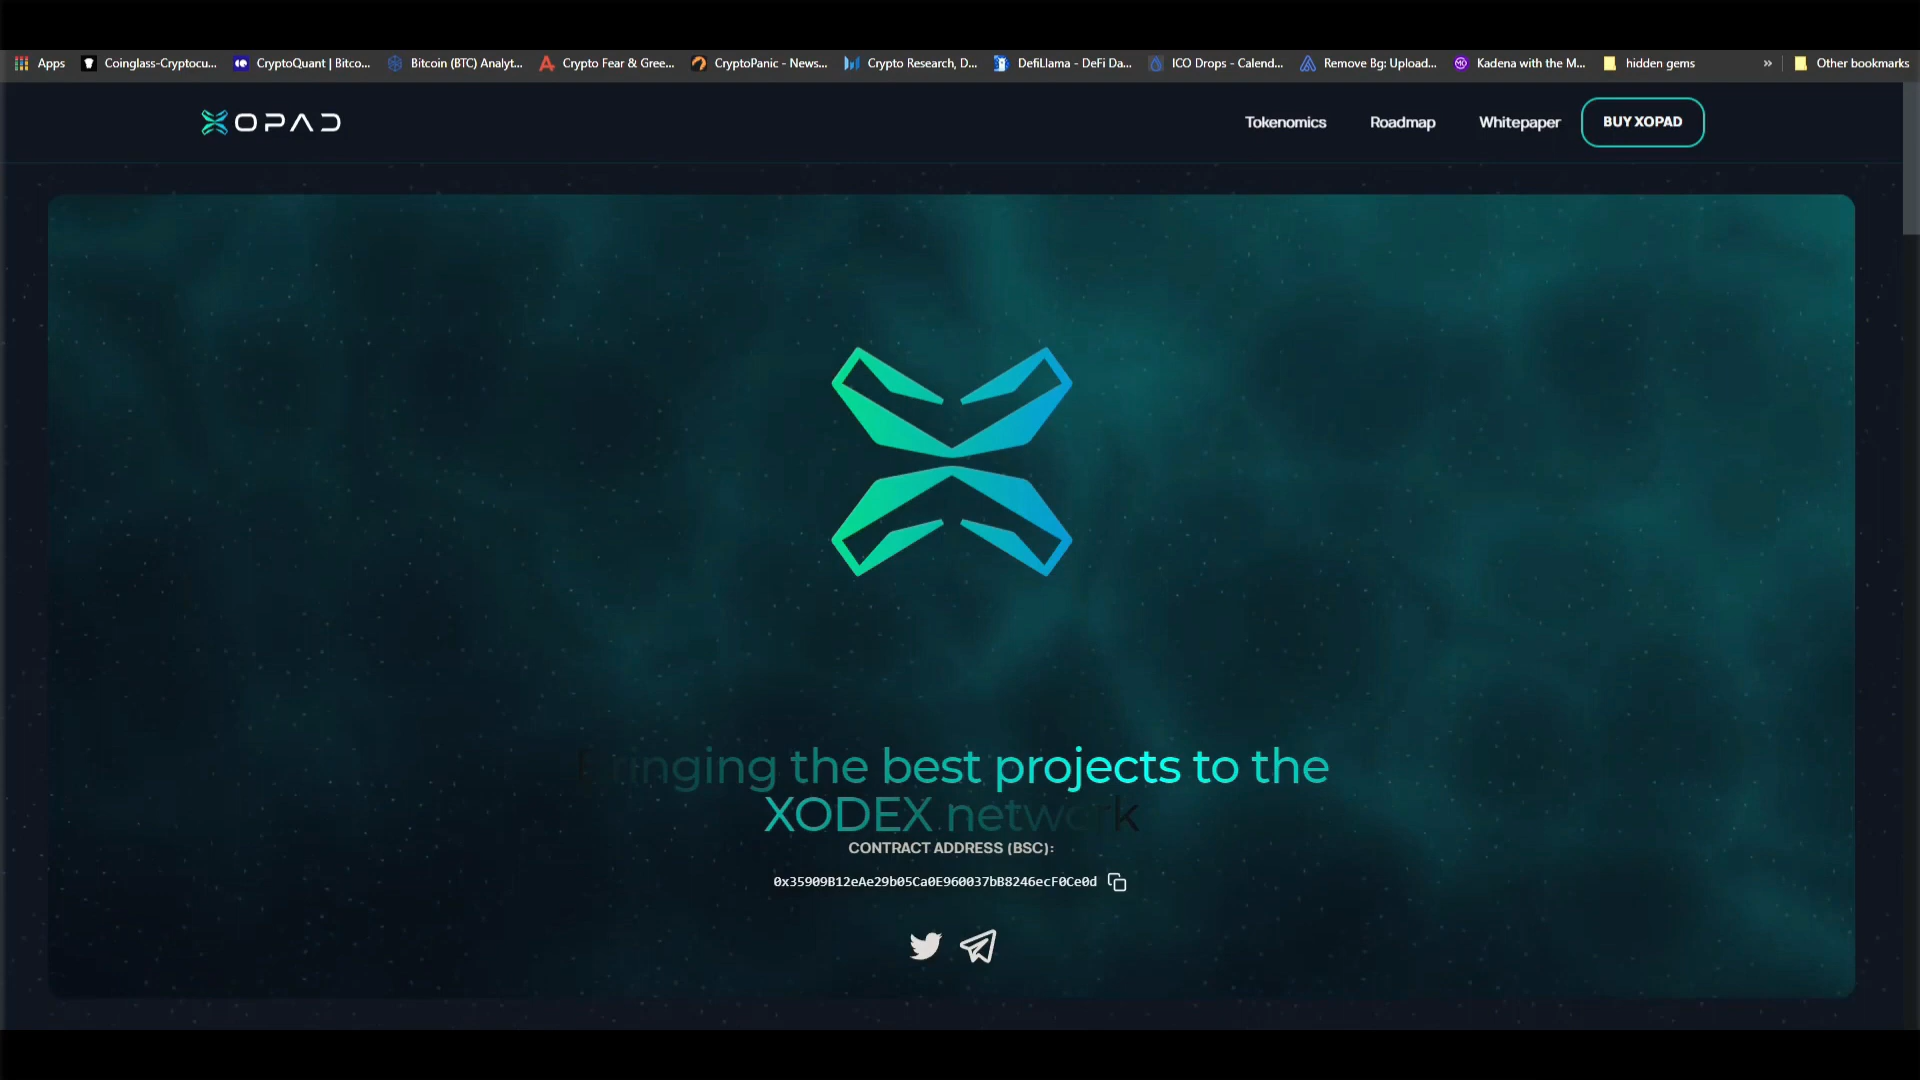 Apps Coinglass-Cryptocu... CryptoQuant | Bitco... Bitcoin (BTC) Analyt... Crypto Fear & Gree... CryptoPanic - News... Crypto Research, D... DefiLlama - DeFi Da... ICO Drops - Calend... Remove Bg: Upload... Kadena with the M... hidden gems » Other bookmarks
XOPAD Tokenomics Roadmap Whitepaper BUY XOPAD
Bringing the best projects to the
XODEX network
CONTRACT ADDRESS (BSC):
0x35909B12eAe29b05Ca0E960037bB8246ecF0Ce0d